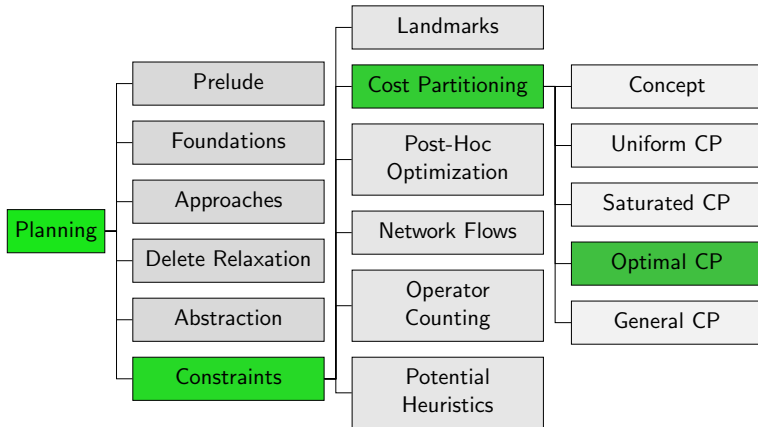 Planning
Prelude
Foundations
Approaches
Delete Relaxation
Abstraction
Constraints
Landmarks
Cost Partitioning
Post-Hoc
Optimization
Network Flows
Operator
Counting
Potential
Heuristics
Concept
Uniform CP
Saturated CP
Optimal CP
General CP